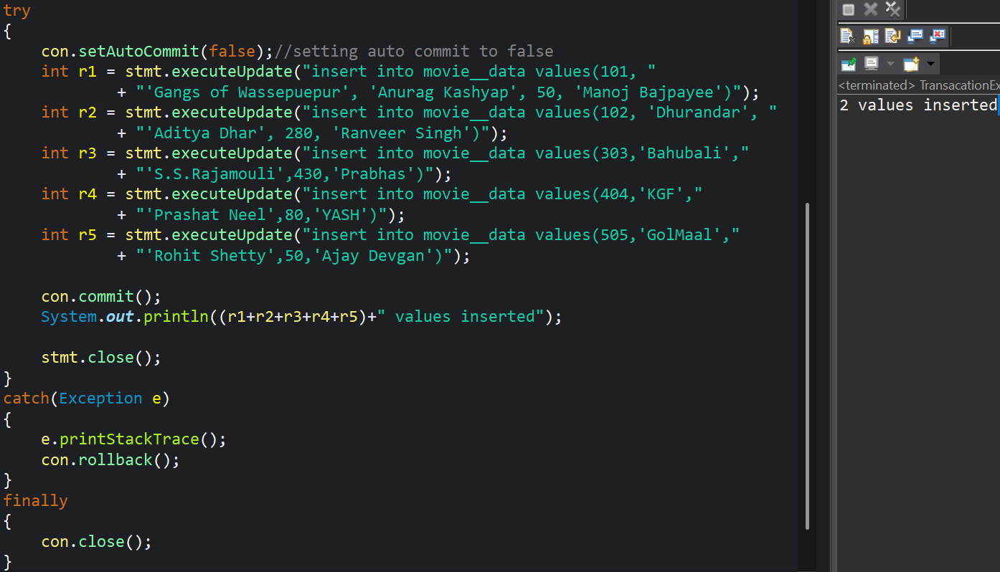 try
{
    con.setAutoCommit(false);//setting auto commit to false
    int r1 = stmt.executeUpdate("insert into movie__data values(101, "
            + "'Gangs of Wassepuepur', 'Anurag Kashyap', 50, 'Manoj Bajpayee')");
    int r2 = stmt.executeUpdate("insert into movie__data values(102, 'Dhurandar', "
            + "'Aditya Dhar', 280, 'Ranveer Singh')");
    int r3 = stmt.executeUpdate("insert into movie__data values(303,'Bahubali',"
            + "'S.S.Rajamouli',430,'Prabhas')");
    int r4 = stmt.executeUpdate("insert into movie__data values(404,'KGF',"
            + "'Prashat Neel',80,'YASH')");
    int r5 = stmt.executeUpdate("insert into movie__data values(505,'GolMaal',"
            + "'Rohit Shetty',50,'Ajay Devgan')");

    con.commit();
    System.out.println((r1+r2+r3+r4+r5)+" values inserted");

    stmt.close();
}
catch(Exception e)
{
    e.printStackTrace();
    con.rollback();
}
finally
{
    con.close();
}
<terminated> TransacationEx
2 values inserted